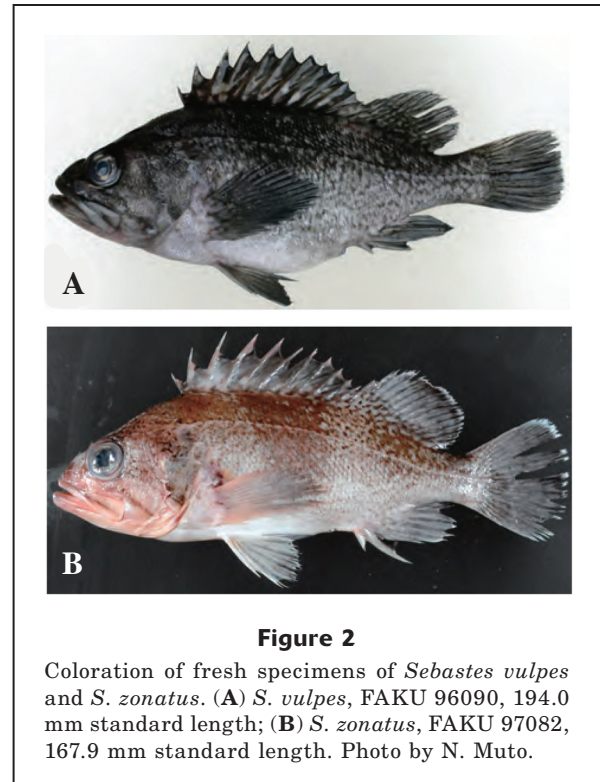 A
B
Figure 2
Coloration of fresh specimens of Sebastes vulpes
and S. zonatus. (A) S. vulpes, FAKU 96090, 194.0
mm standard length; (B) S. zonatus, FAKU 97082,
167.9 mm standard length. Photo by N. Muto.